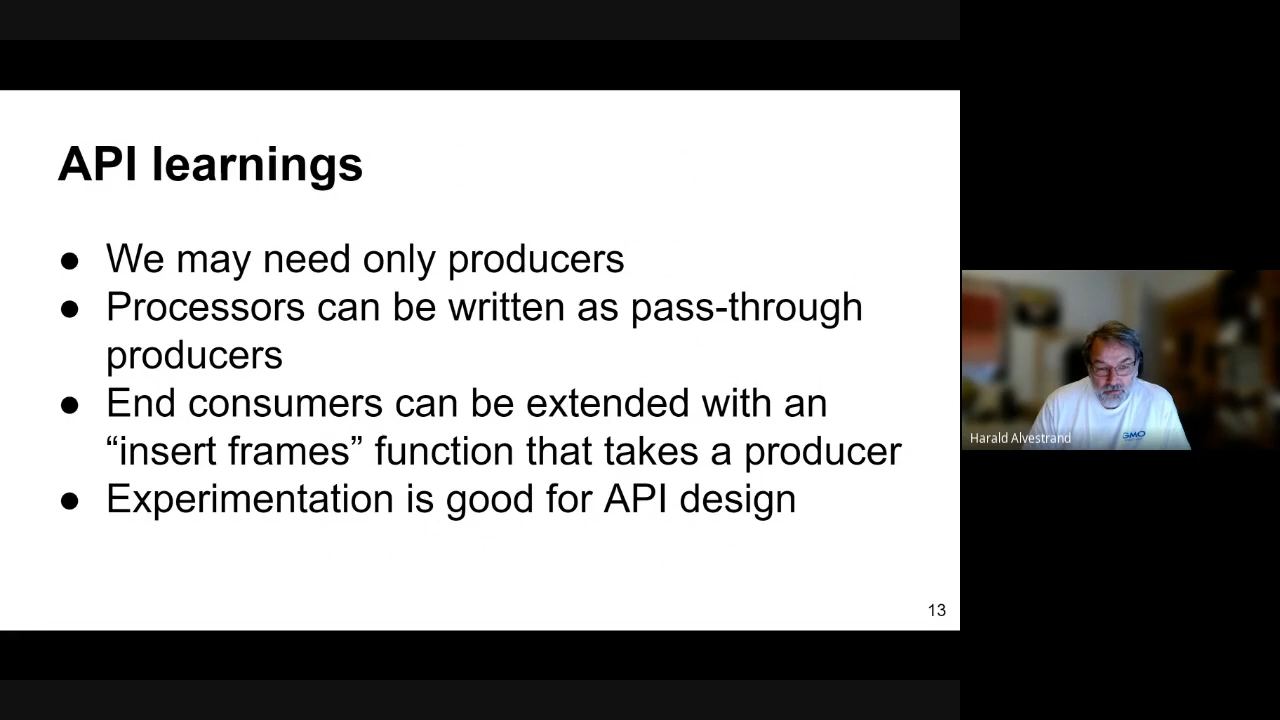 API learnings
● We may need only producers
● Processors can be written as pass-through
producers
● End consumers can be extended with an
“insert frames” function that takes a producer
● Experimentation is good for API design
13
GMO
Harald Alvestrand